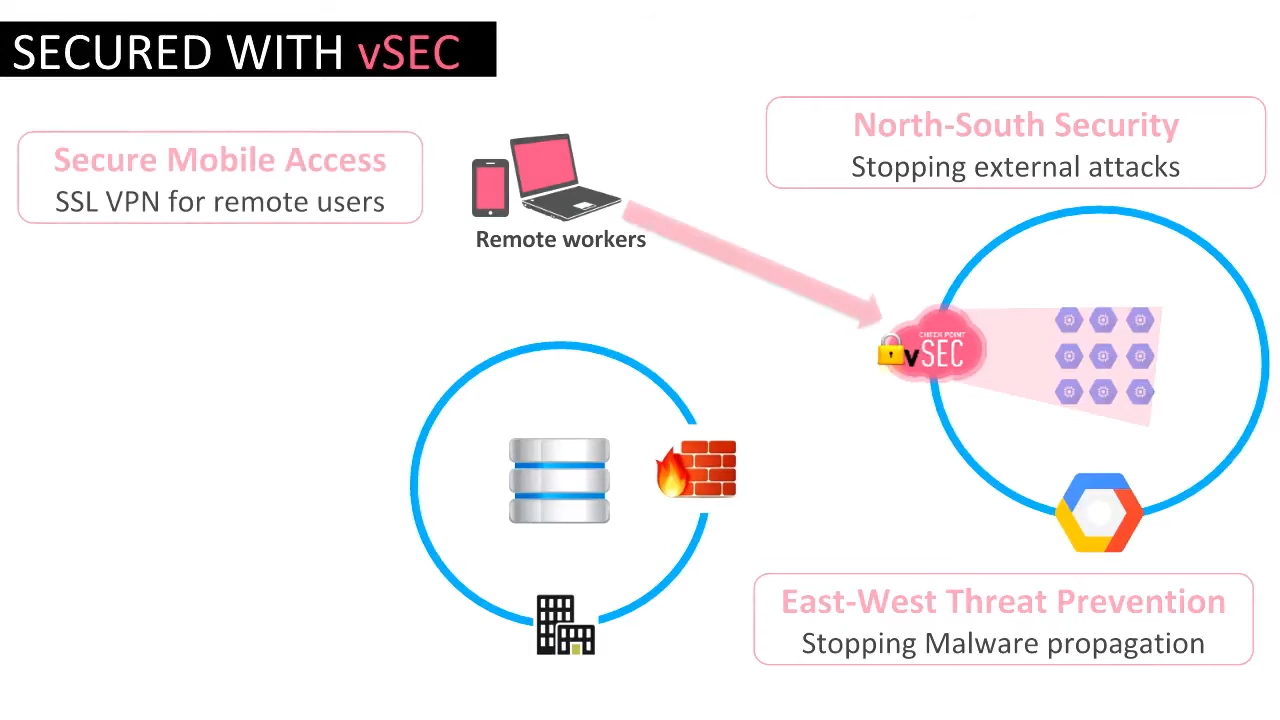 SECURED WITH vSEC
North-South Security
Stopping external attacks
Secure Mobile Access
SSL VPN for remote users
Remote workers
CHECK POINT
vSEC
East-West Threat Prevention
Stopping Malware propagation